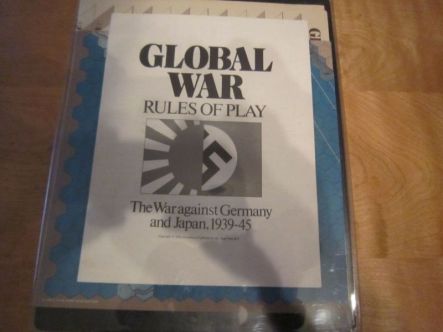 GLOBAL
WAR
RULES OF PLAY
The War against Germany
and Japan, 1939-45